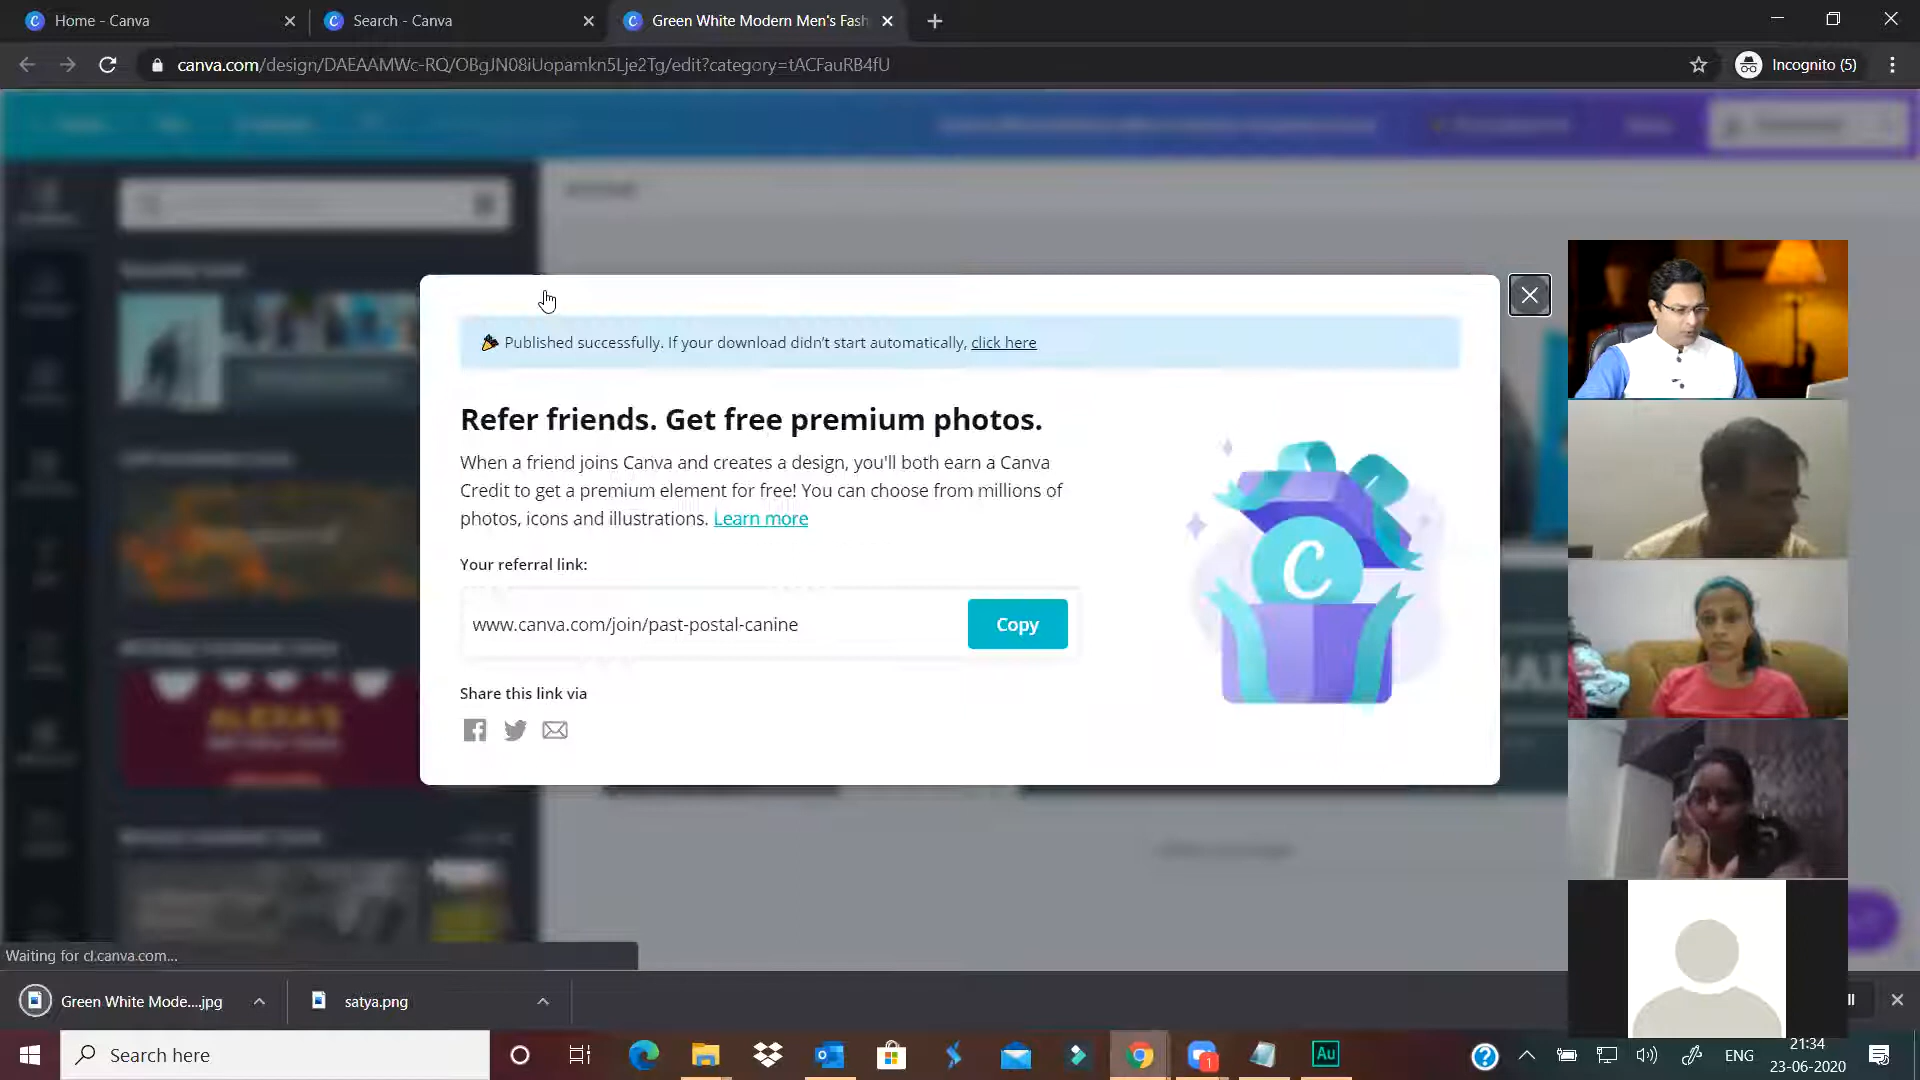 Home - Canva
Search - Canva
Green White Modern Men's Fash
canva.com/design/DAEAAMWc-RQ/OBgJN08iUopamkn5Lje2Tg/edit?category=tACFauRB4fU
Incognito (5)
Published successfully. If your download didn't start automatically, click here
Refer friends. Get free premium photos.
When a friend joins Canva and creates a design, you'll both earn a Canva
Credit to get a premium element for free! You can choose from millions of
photos, icons and illustrations. Learn more
Your referral link:
www.canva.com/join/past-postal-canine
Copy
Share this link via
C
ALEXA'S
Waiting for cl.canva.com...
Green White Mode....jpg
satya.png
Search here
1
Au
ENG
21:34
23-06-2020